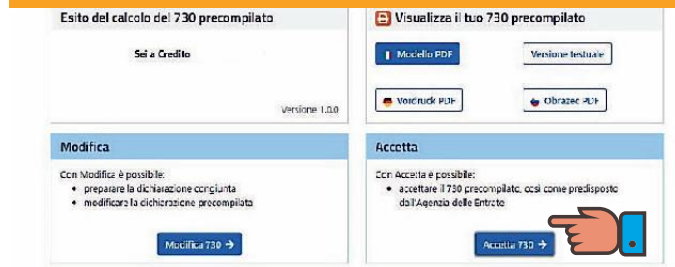 Esito del calcolo del 730 precompilato
Sei a Credito
Versione 1.0.0
Visualizza il tuo 730 precompilato
Modello PDF
Versione testuale
Vordruck PDF
Obrazec PDF
Modifica
Con Modifica è possibile:
• preparare la dichiarazione congiunta
• modificare la dichiarazione precompilata
Modifica 730 →
Accetta
Con Accetta è possibile:
• accettare il 730 precompilato, così come predisposto
dall'Agenzia delle Entrate
Accetta 730 →